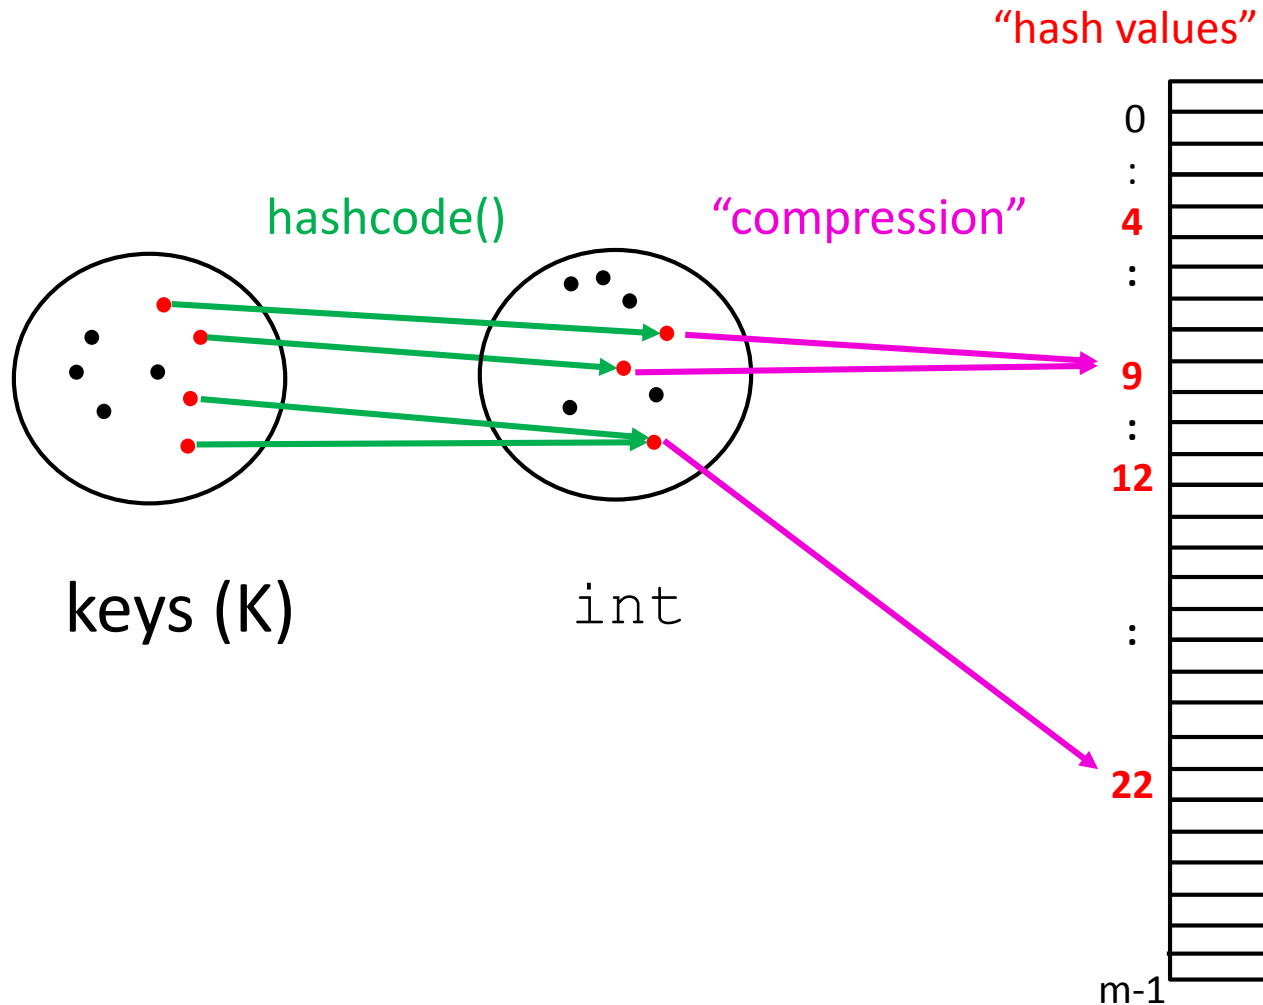 “hash values”
0
:
hashcode()
“compression”
4
:
9
:
12
keys (K)
int
:
22
m-1